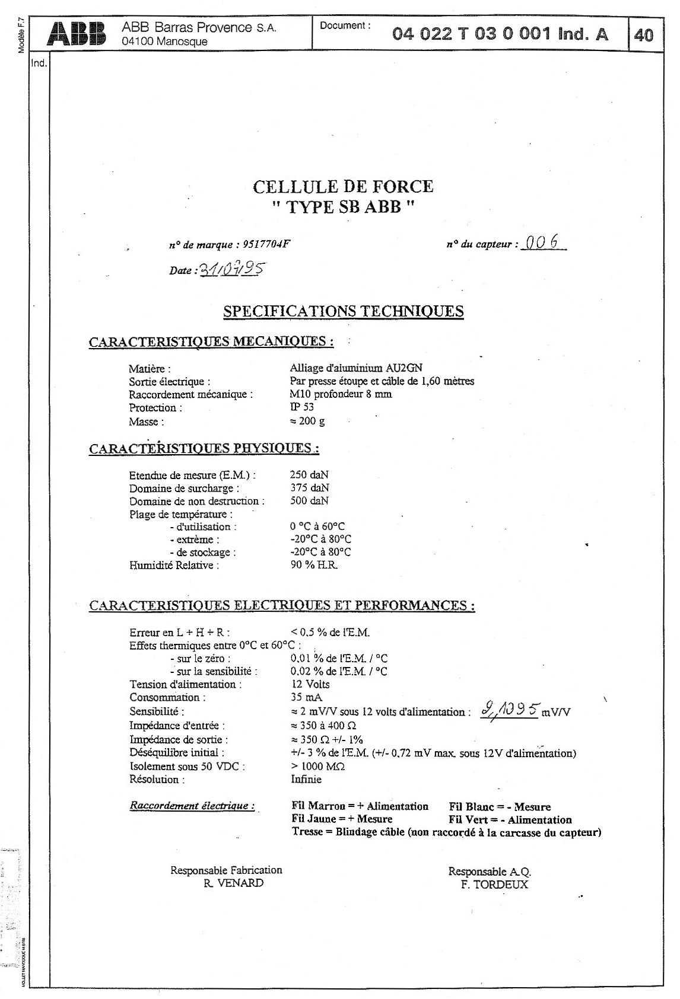 Modèle F.7
ABB
ABB Barras Provence S.A.
04100 Manosque
Document :
04 022 T 03 0 001 Ind. A
40
Ind.
CELLULE DE FORCE
" TYPE SB ABB "
n° de marque : 9517704F
n° du capteur : 006
Date : 31/07/95
SPECIFICATIONS TECHNIQUES
CARACTERISTIQUES MECANIQUES :
Matière : Alliage d'aluminium AU2GN
Sortie électrique : Par presse étoupe et câble de 1,60 mètres
Raccordement mécanique : M10 profondeur 8 mm
Protection : IP 53
Masse : ≈ 200 g
CARACTERISTIQUES PHYSIQUES :
Etendue de mesure (E.M.) : 250 daN
Domaine de surcharge : 375 daN
Domaine de non destruction : 500 daN
Plage de température :
- d'utilisation : 0 °C à 60°C
- extrème : -20°C à 80°C
- de stockage : -20°C à 80°C
Humidité Relative : 90 % H.R.
CARACTERISTIQUES ELECTRIQUES ET PERFORMANCES :
Erreur en L + H + R : < 0,5 % de l'E.M.
Effets thermiques entre 0°C et 60°C :
- sur le zéro : 0,01 % de l'E.M. / °C
- sur la sensibilité : 0,02 % de l'E.M. / °C
Tension d'alimentation : 12 Volts
Consommation : 35 mA
Sensibilité : ≈ 2 mV/V sous 12 volts d'alimentation : 2,1095 mV/V
Impédance d'entrée : ≈ 350 à 400 Ω
Impédance de sortie : ≈ 350 Ω +/- 1%
Déséquilibre initial : +/- 3 % de l'E.M. (+/- 0,72 mV max. sous 12V d'alimentation)
Isolement sous 50 VDC : > 1000 MΩ
Résolution : Infinie
Raccordement électrique : Fil Marron = + Alimentation Fil Blanc = - Mesure
Fil Jaune = + Mesure Fil Vert = - Alimentation
Tresse = Blindage câble (non raccordé à la carcasse du capteur)
Responsable Fabrication
R. VENARD
Responsable A.Q.
F. TORDEUX